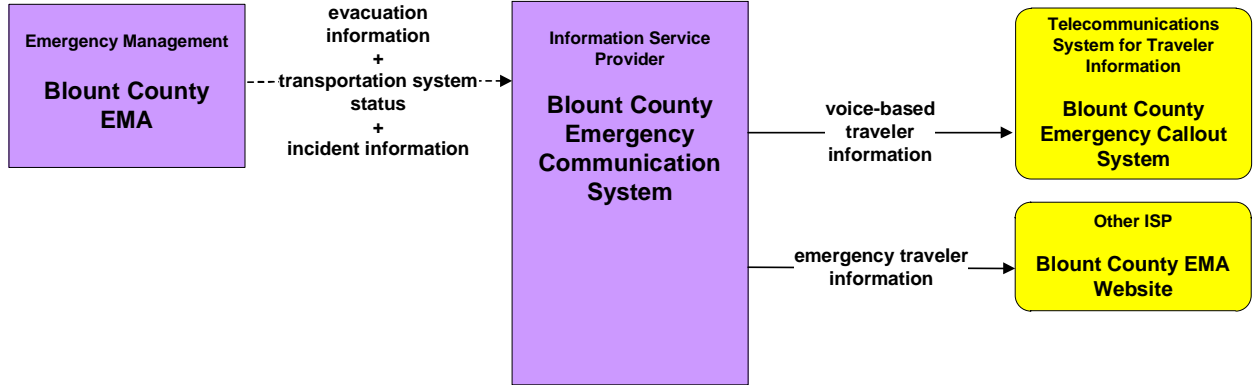 Emergency Management
Blount County
EMA
evacuation
information
+
transportation system
status
+
incident information
Information Service
Provider
Blount County
Emergency
Communication
System
voice-based
traveler
information
emergency traveler
information
Telecommunications
System for Traveler
Information
Blount County
Emergency Callout
System
Other ISP
Blount County EMA
Website